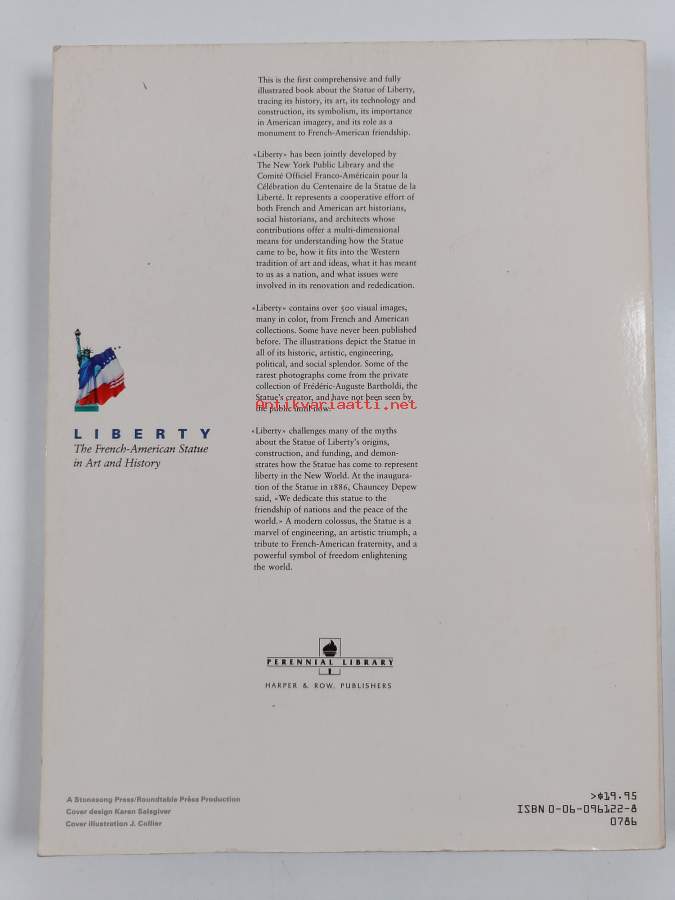 This is the first comprehensive and fully
illustrated book about the Statue of Liberty,
tracing its history, its art, its technology and
construction, its symbolism, its importance
in American imagery, and its role as a
monument to French-American friendship.
«Liberty» has been jointly developed by
The New York Public Library and the
Comité Officiel Franco-Américain pour la
Célébration du Centenaire de la Statue de la
Liberté. It represents a cooperative effort of
both French and American art historians,
social historians, and architects whose
contributions offer a multi-dimensional
means for understanding how the Statue
came to be, how it fits into the Western
tradition of art and ideas, what it has meant
to us as a nation, and what issues were
involved in its renovation and rededication.
«Liberty» contains over 500 visual images,
many in color, from French and American
collections. Some have never been published
before. The illustrations depict the Statue in
all of its historic, artistic, engineering,
political, and social splendor. Some of the
rarest photographs come from the private
collection of Frédéric-Auguste Bartholdi, the
Statue's creator, and have not been seen by
the public until now.
Antikvariaatti.net
«Liberty» challenges many of the myths
about the Statue of Liberty's origins,
construction, and funding, and demon-
strates how the Statue has come to represent
liberty in the New World. At the inaugura-
tion of the Statue in 1886, Chauncey Depew
said, «We dedicate this statue to the
friendship of nations and the peace of the
world.» A modern colossus, the Statue is a
marvel of engineering, an artistic triumph, a
tribute to French-American fraternity, and a
powerful symbol of freedom enlightening
the world.
LIBERTY
The French-American Statue
in Art and History
PERENNIAL LIBRARY
HARPER & ROW, PUBLISHERS
A Stonesong Press/Roundtable Press Production
Cover design Karen Salsgiver
Cover illustration J. Collier
>$19.95
ISBN 0-06-096122-8
0786